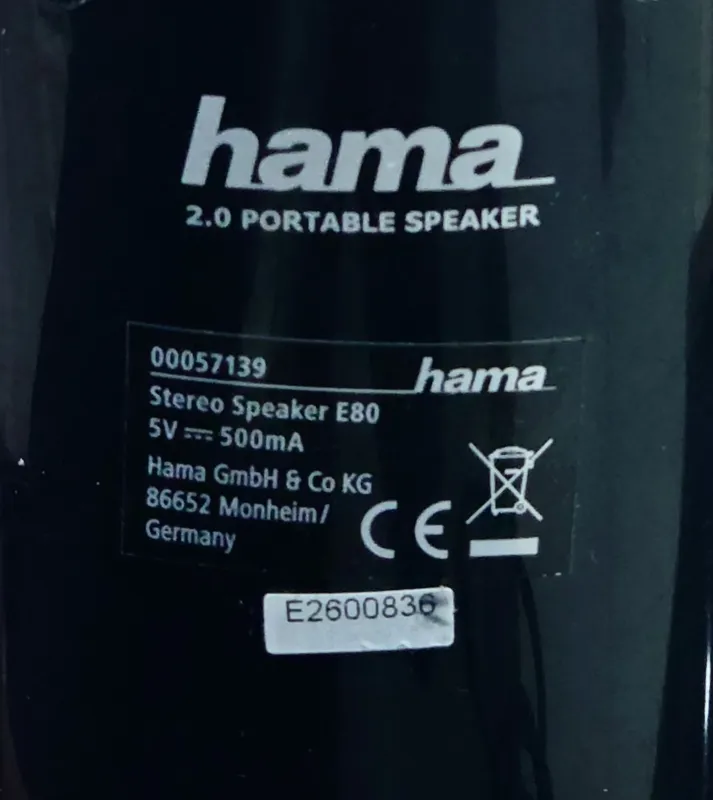 hama
2.0 PORTABLE SPEAKER
00057139 hama
Stereo Speaker E80
5V ⎓ 500mA
Hama GmbH & Co KG
86652 Monheim/
Germany
CE
E2600836